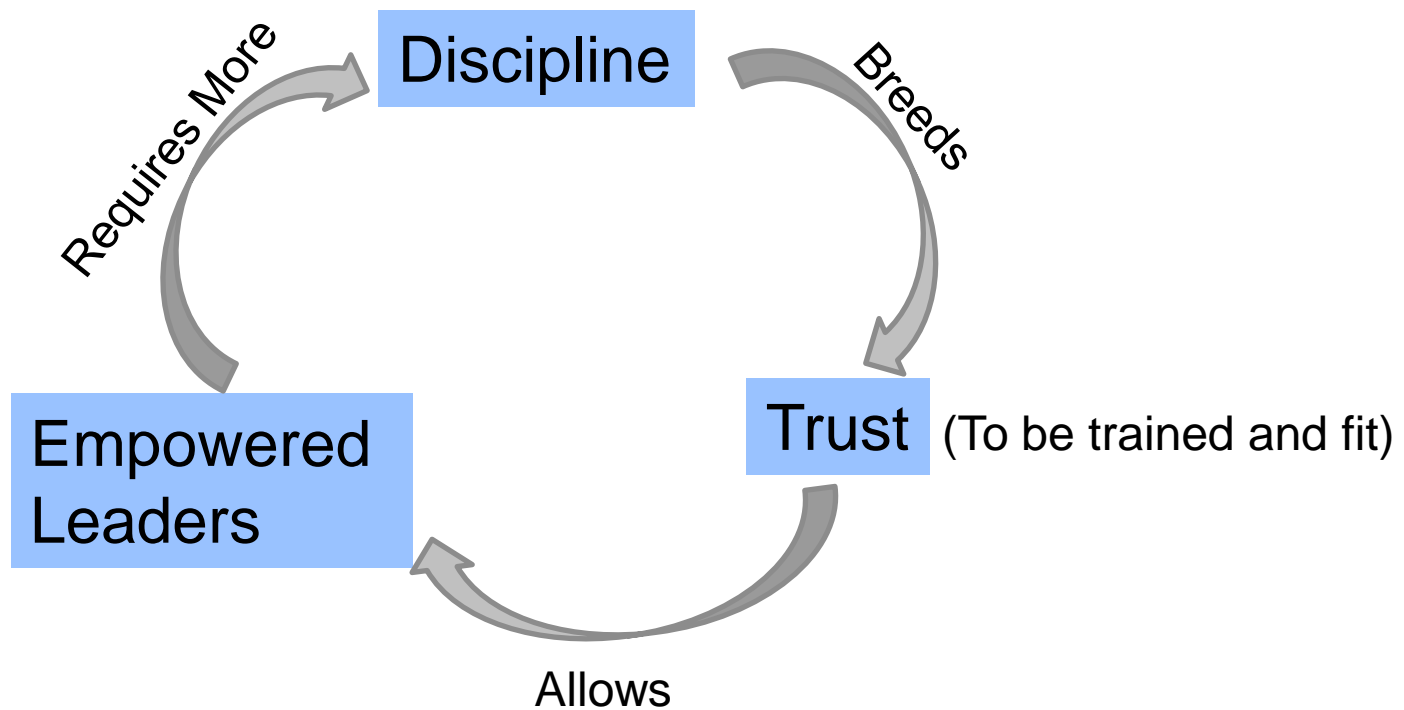 Discipline
Breeds
Trust (To be trained and fit)
Allows
Empowered
Leaders
Requires More